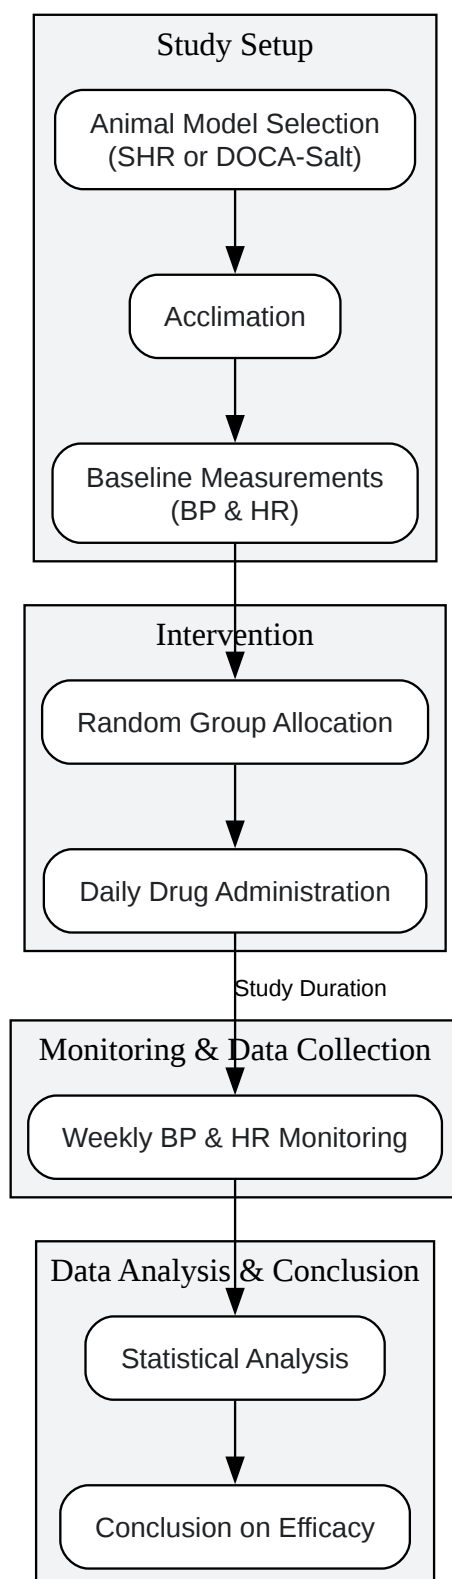 Study Setup
Animal Model Selection
(SHR or DOCA-Salt)
Acclimation
Baseline Measurements
(BP & HR)
Intervention
Random Group Allocation
Daily Drug Administration
Study Duration
Monitoring & Data Collection
Weekly BP & HR Monitoring
Data Analysis & Conclusion
Statistical Analysis
Conclusion on Efficacy